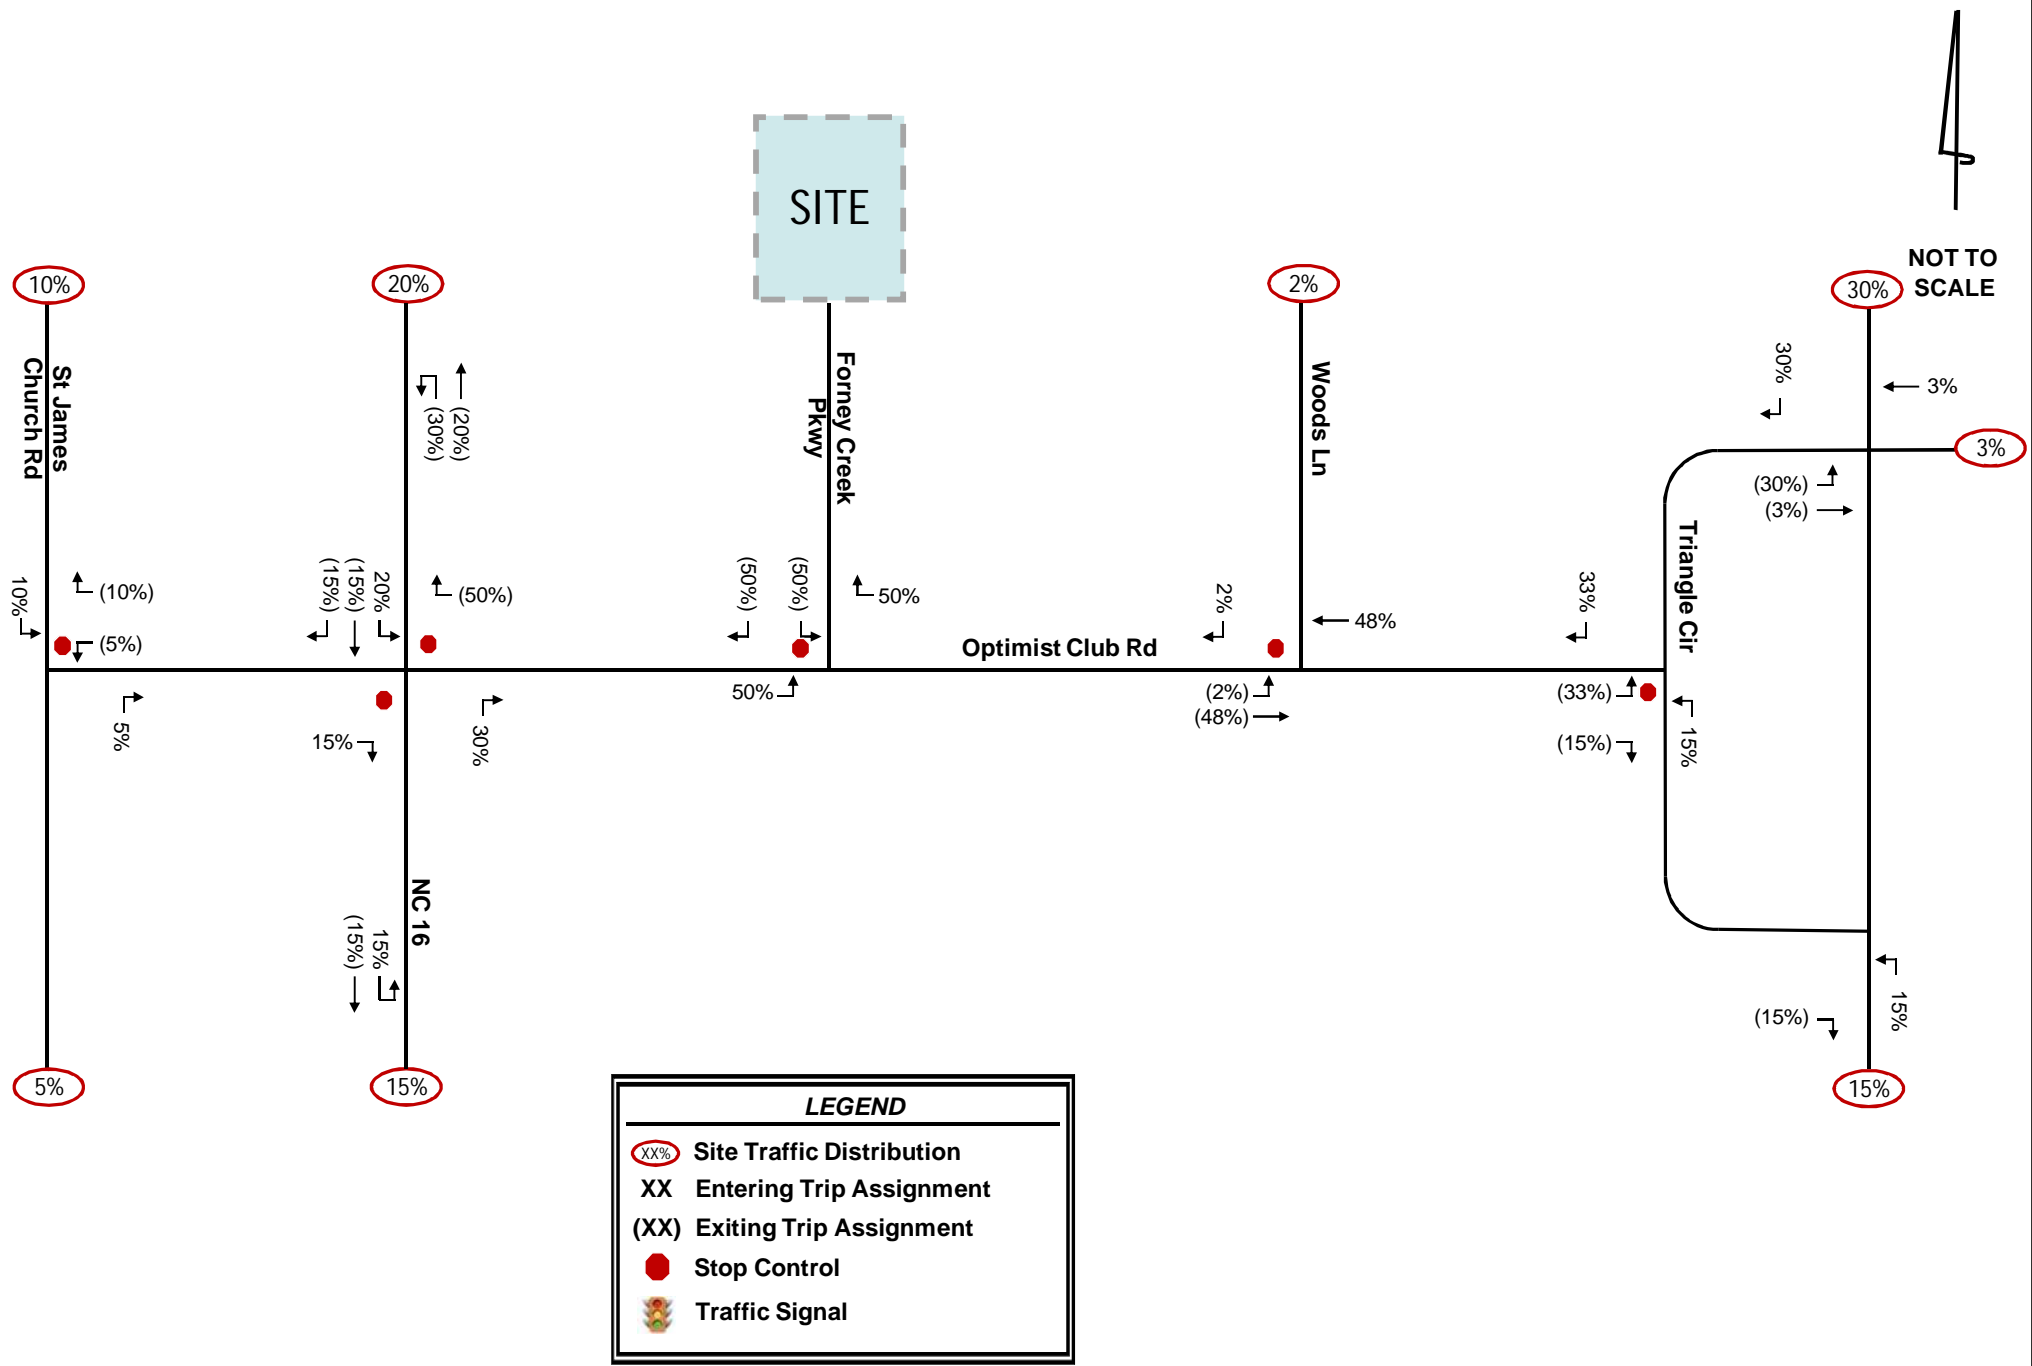 SITE
NOT TO
SCALE
10%
20%
2%
30%
3%
St James
Church Rd
(30%)
(20%)
Forney Creek
Pkwy
Woods Ln
30%
3%
(30%)
(3%)
Triangle Cir
10%
(10%)
(5%)
5%
(15%)
(15%)
20%
(50%)
15%
30%
(50%)
(50%)
50%
50%
Optimist Club Rd
2%
48%
(2%)
(48%)
33%
(33%)
(15%)
15%
NC 16
(15%)
15%
(15%)
15%
5%
15%
15%
LEGEND
XX% Site Traffic Distribution
XX Entering Trip Assignment
(XX) Exiting Trip Assignment
Stop Control
Traffic Signal